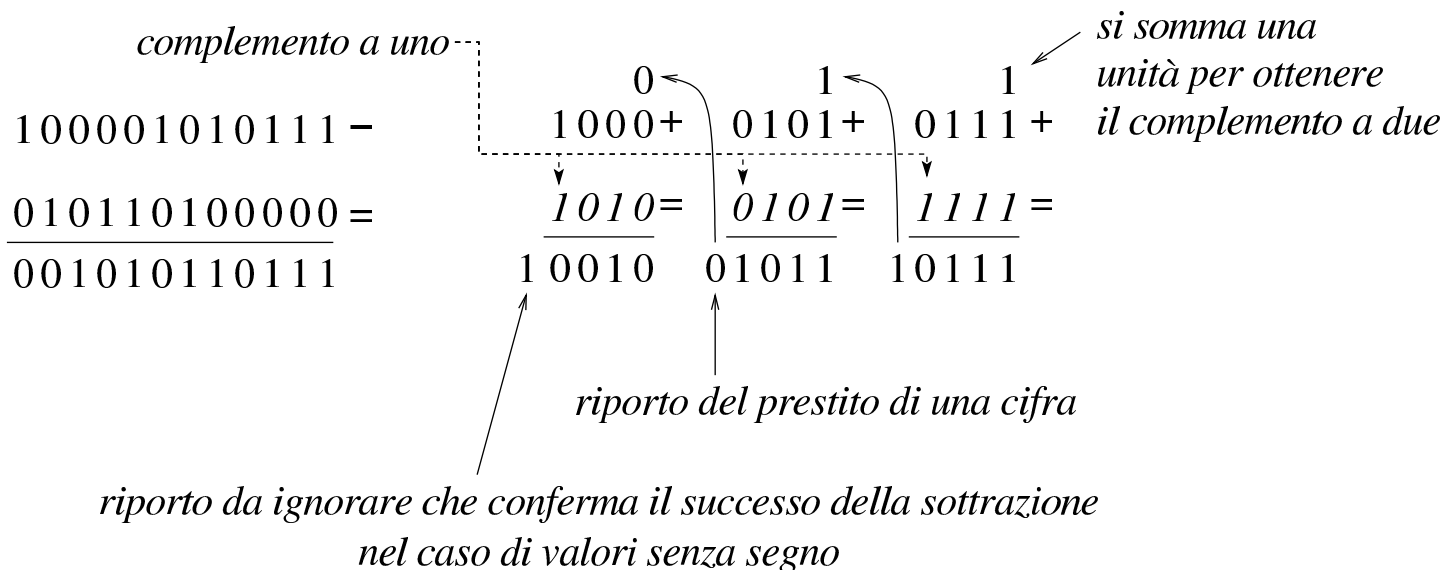 complemento a uno
si somma una
unità per ottenere
il complemento a due
0 1 1
100001010111 − 1000+ 0101+ 0111+
010110100000 = 1010= 0101= 1111=
001010110111 10010 01011 10111
riporto del prestito di una cifra
riporto da ignorare che conferma il successo della sottrazione
nel caso di valori senza segno